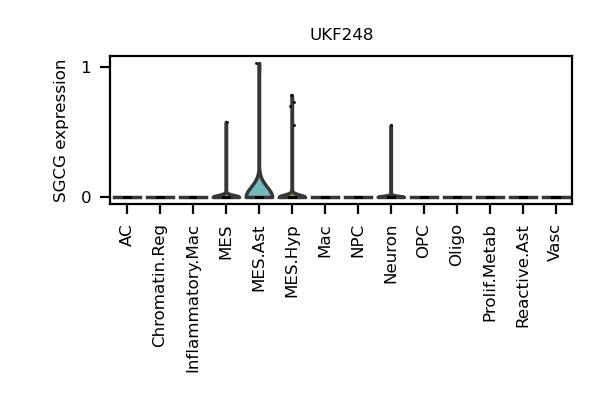 UKF248
SGCG expression
1
0
AC
Chromatin.Reg
Inflammatory.Mac
MES
MES.Ast
MES.Hyp
Mac
NPC
Neuron
OPC
Oligo
Prolif.Metab
Reactive.Ast
Vasc